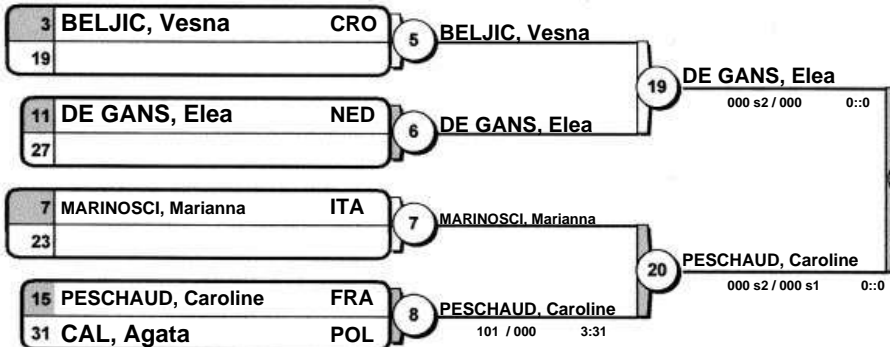 3 BELJIC, Vesna CRO
19
5 BELJIC, Vesna
11 DE GANS, Elea NED
27
6 DE GANS, Elea
19 DE GANS, Elea
000 s2 / 000 0::0
7 MARINOSCI, Marianna ITA
23
7 MARINOSCI, Marianna
15 PESCHAUD, Caroline FRA
31 CAL, Agata POL
8 PESCHAUD, Caroline
101 / 000 3:31
20 PESCHAUD, Caroline
000 s2 / 000 s1 0::0